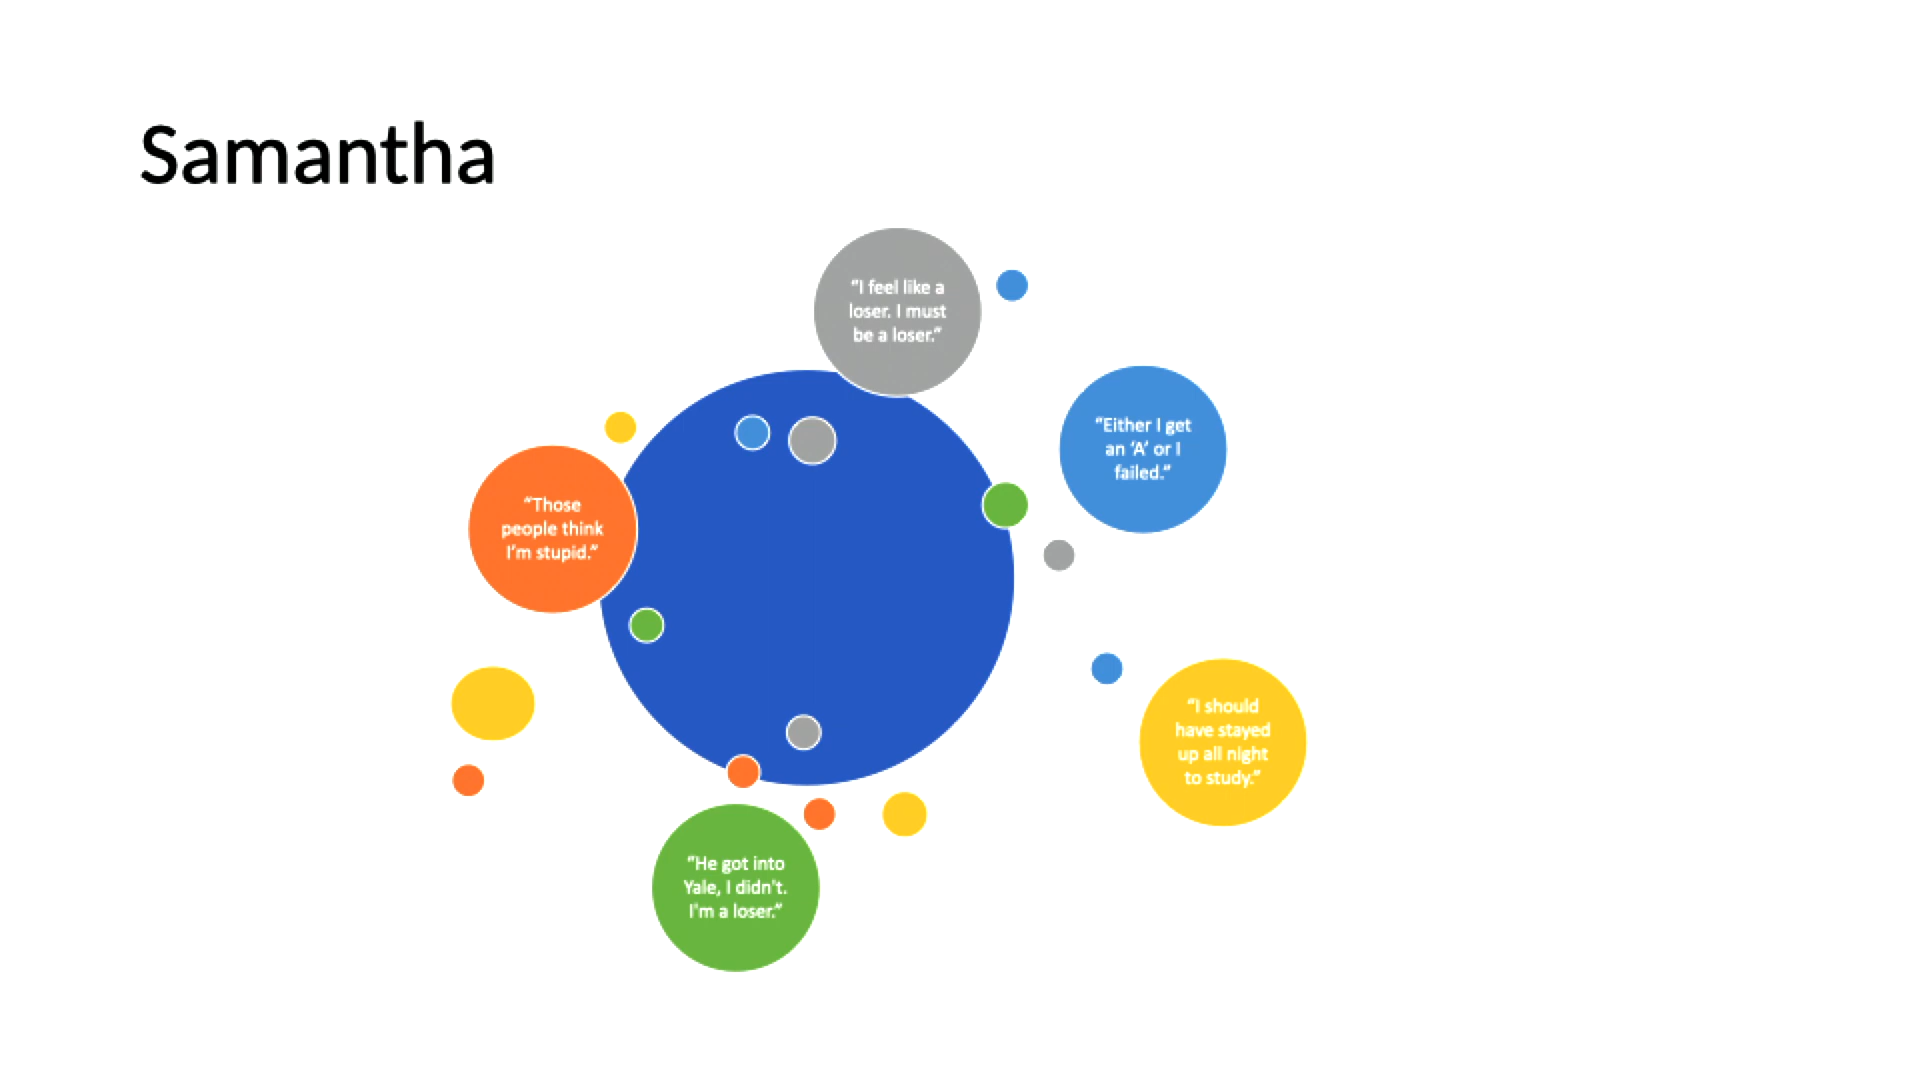 Samantha
“I feel like a
loser. I must
be a loser.”
“Either I get
an ‘A’ or I
failed.”
“Those
people think
I’m stupid.”
“I should
have stayed
up all night
to study.”
“He got into
Yale, I didn't.
I'm a loser.”